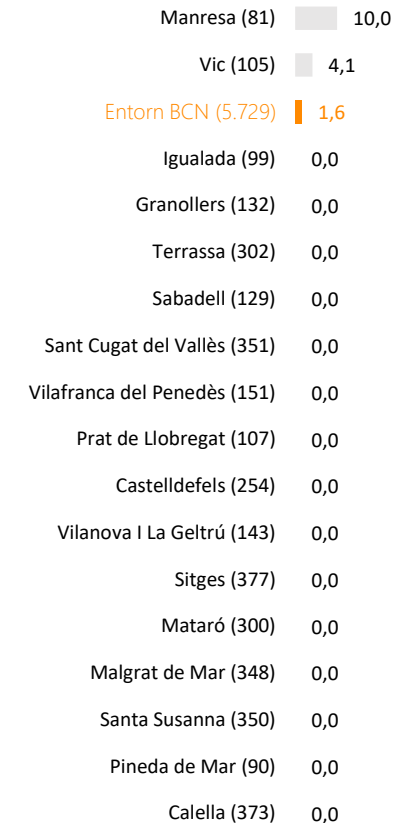 Manresa (81) 10,0
Vic (105) 4,1
Entorn BCN (5.729) 1,6
Igualada (99) 0,0
Granollers (132) 0,0
Terrassa (302) 0,0
Sabadell (129) 0,0
Sant Cugat del Vallès (351) 0,0
Vilafranca del Penedès (151) 0,0
Prat de Llobregat (107) 0,0
Castelldefels (254) 0,0
Vilanova I La Geltrú (143) 0,0
Sitges (377) 0,0
Mataró (300) 0,0
Malgrat de Mar (348) 0,0
Santa Susanna (350) 0,0
Pineda de Mar (90) 0,0
Calella (373) 0,0